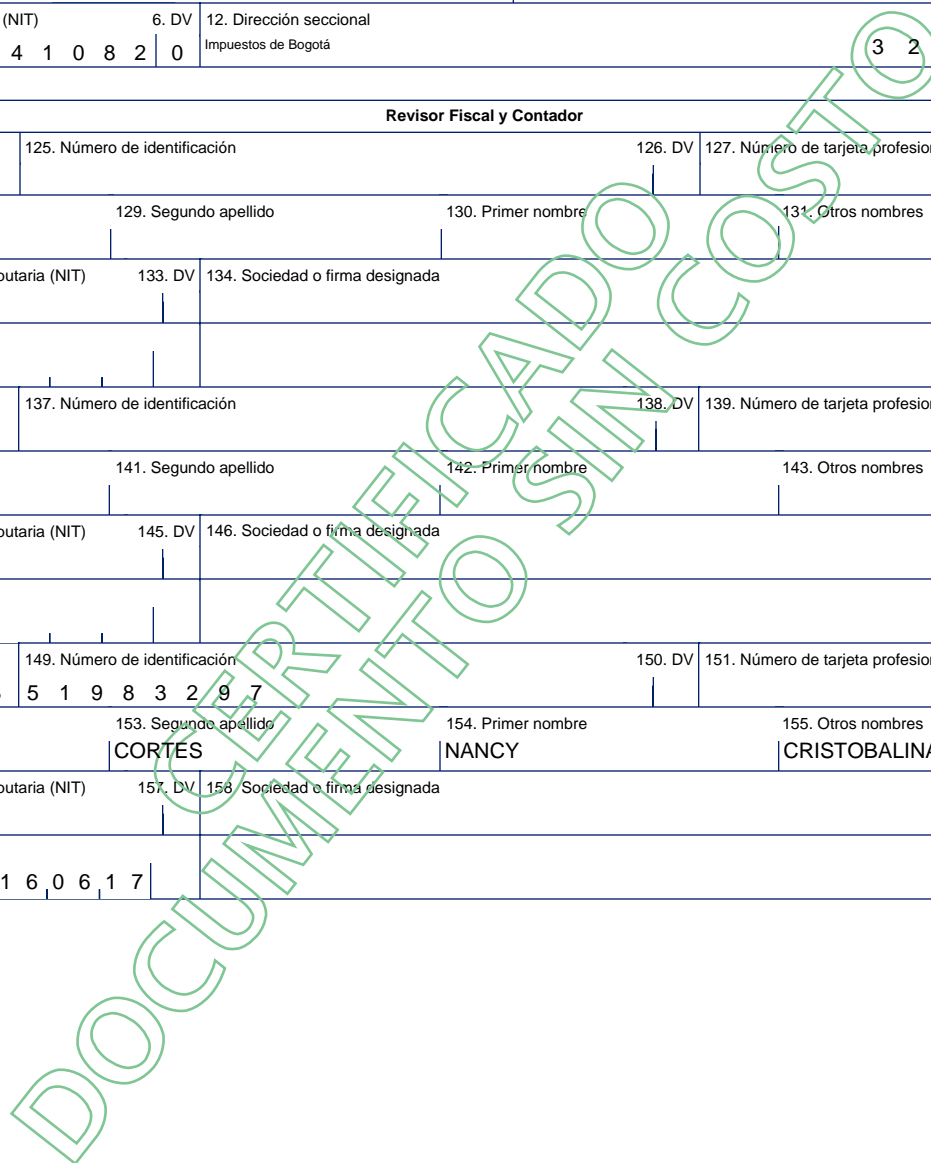 (NIT) 6. DV 12. Dirección seccional
4 1 0 8 2 0 Impuestos de Bogotá 3 2
Revisor Fiscal y Contador
125. Número de identificación 126. DV 127. Número de tarjeta profesion
129. Segundo apellido 130. Primer nombre 131. Otros nombres
butaria (NIT) 133. DV 134. Sociedad o firma designada
137. Número de identificación 138. DV 139. Número de tarjeta profesion
141. Segundo apellido 142. Primer nombre 143. Otros nombres
butaria (NIT) 145. DV 146. Sociedad o firma designada
149. Número de identificación 150. DV 151. Número de tarjeta profesion
5 1 9 8 3 2 9 7
153. Segundo apellido 154. Primer nombre 155. Otros nombres
CORTES NANCY CRISTOBALINA
butaria (NIT) 157. DV 158. Sociedad o firma designada
1 6 0 6 1 7
CERTIFICADO
DOCUMENTO SIN COSTO